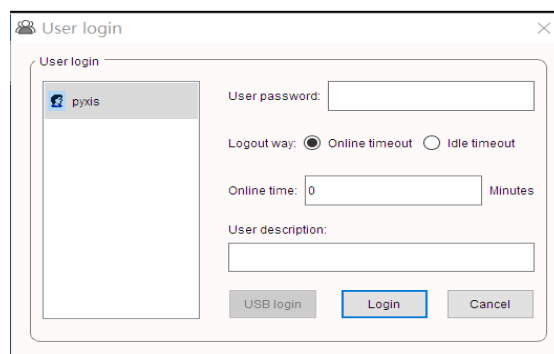 User login
User login
pyxis
User password:
Logout way: Online timeout Idle timeout
Online time: 0 Minutes
User description:
USB login Login Cancel